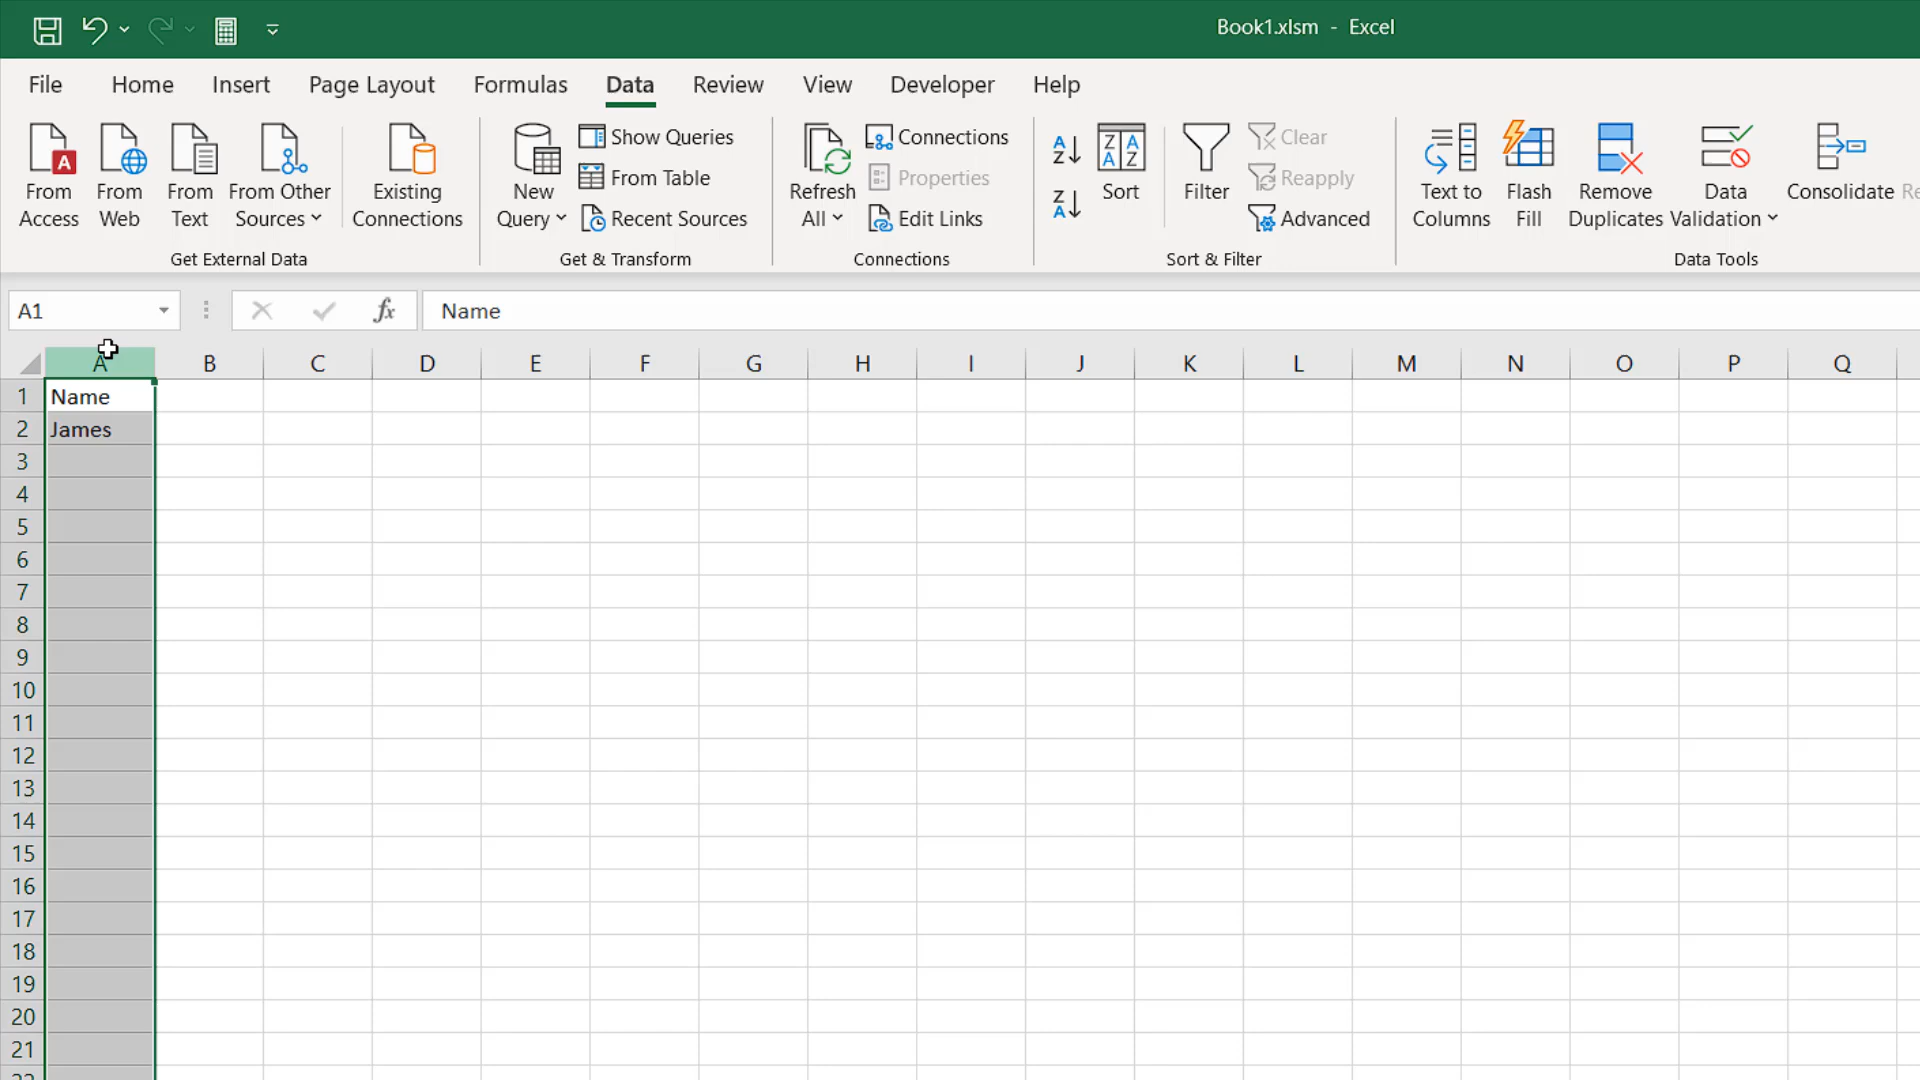 Book1.xlsm - Excel
File Home Insert Page Layout Formulas Data Review View Developer Help
From Access
From Web
From Text
From Other Sources
Existing Connections
Get External Data
New Query
Show Queries
From Table
Recent Sources
Get & Transform
Refresh All
Connections
Properties
Edit Links
Connections
Sort
Filter
Clear
Reapply
Advanced
Sort & Filter
Text to Columns
Flash Fill
Remove Duplicates
Data Validation
Consolidate
Data Tools
A1 fx Name
A B C D E F G H I J K L M N O P Q
1 Name
2 James
3
4
5
6
7
8
9
10
11
12
13
14
15
16
17
18
19
20
21